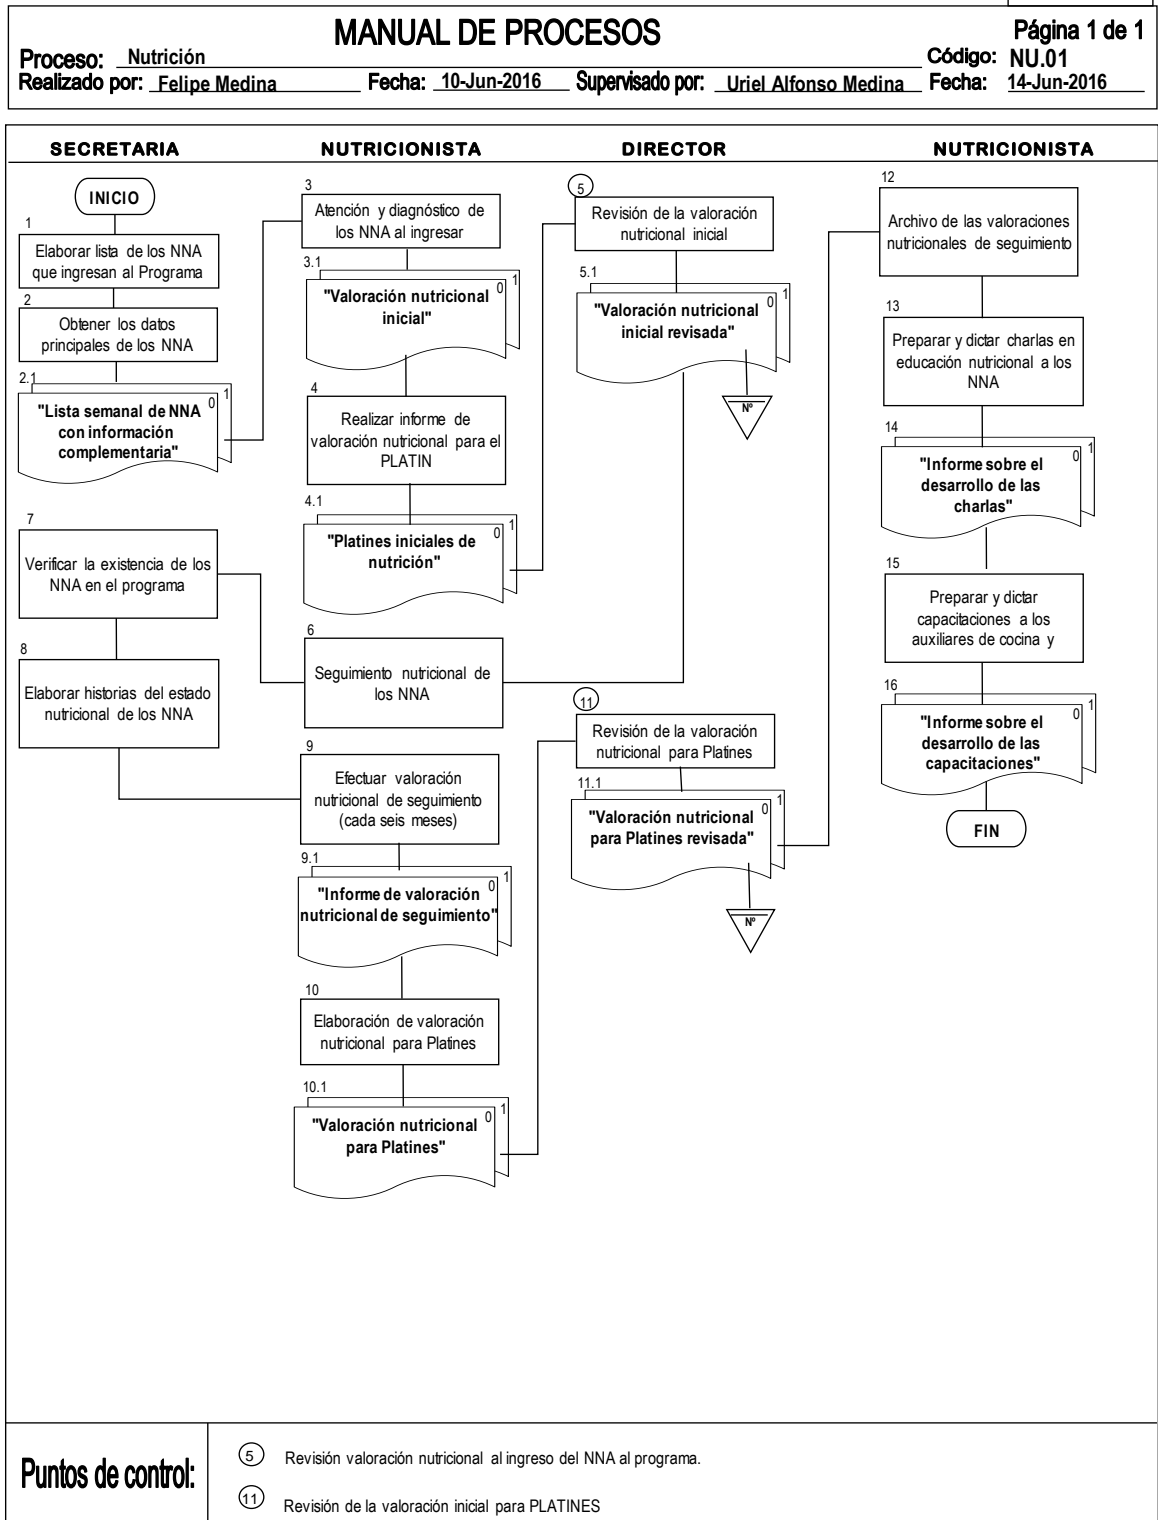 MANUAL DE PROCESOS
Página 1 de 1
Proceso: Nutrición
Código: NU.01
Realizado por: Felipe Medina Fecha: 10-Jun-2016 Supervisado por: Uriel Alfonso Medina Fecha: 14-Jun-2016
SECRETARIA
INICIO
1
Elaborar lista de los NNA
que ingresan al Programa
2
Obtener los datos
principales de los NNA
2.1
"Lista semanal de NNA
con información
complementaria"
0
1
7
Verificar la existencia de los
NNA en el programa
8
Elaborar historias del estado
nutricional de los NNA
NUTRICIONISTA
3
Atención y diagnóstico de
los NNA al ingresar
3.1
"Valoración nutricional
inicial"
0
1
4
Realizar informe de
valoración nutricional para el
PLATIN
4.1
"Platines iniciales de
nutrición"
0
1
6
Seguimiento nutricional de
los NNA
9
Efectuar valoración
nutricional de seguimiento
(cada seis meses)
9.1
"Informe de valoración
nutricional de seguimiento"
0
1
10
Elaboración de valoración
nutricional para Platines
10.1
"Valoración nutricional
para Platines"
0
1
DIRECTOR
5
Revisión de la valoración
nutricional inicial
5.1
"Valoración nutricional
inicial revisada"
0
1
Nº
11
Revisión de la valoración
nutricional para Platines
11.1
"Valoración nutricional
para Platines revisada"
0
1
Nº
NUTRICIONISTA
12
Archivo de las valoraciones
nutricionales de seguimiento
13
Preparar y dictar charlas en
educación nutricional a los
NNA
14
"Informe sobre el
desarrollo de las
charlas"
0
1
15
Preparar y dictar
capacitaciones a los
auxiliares de cocina y
16
"Informe sobre el
desarrollo de las
capacitaciones"
0
1
FIN
Puntos de control:
5 Revisión valoración nutricional al ingreso del NNA al programa.
11 Revisión de la valoración inicial para PLATINES